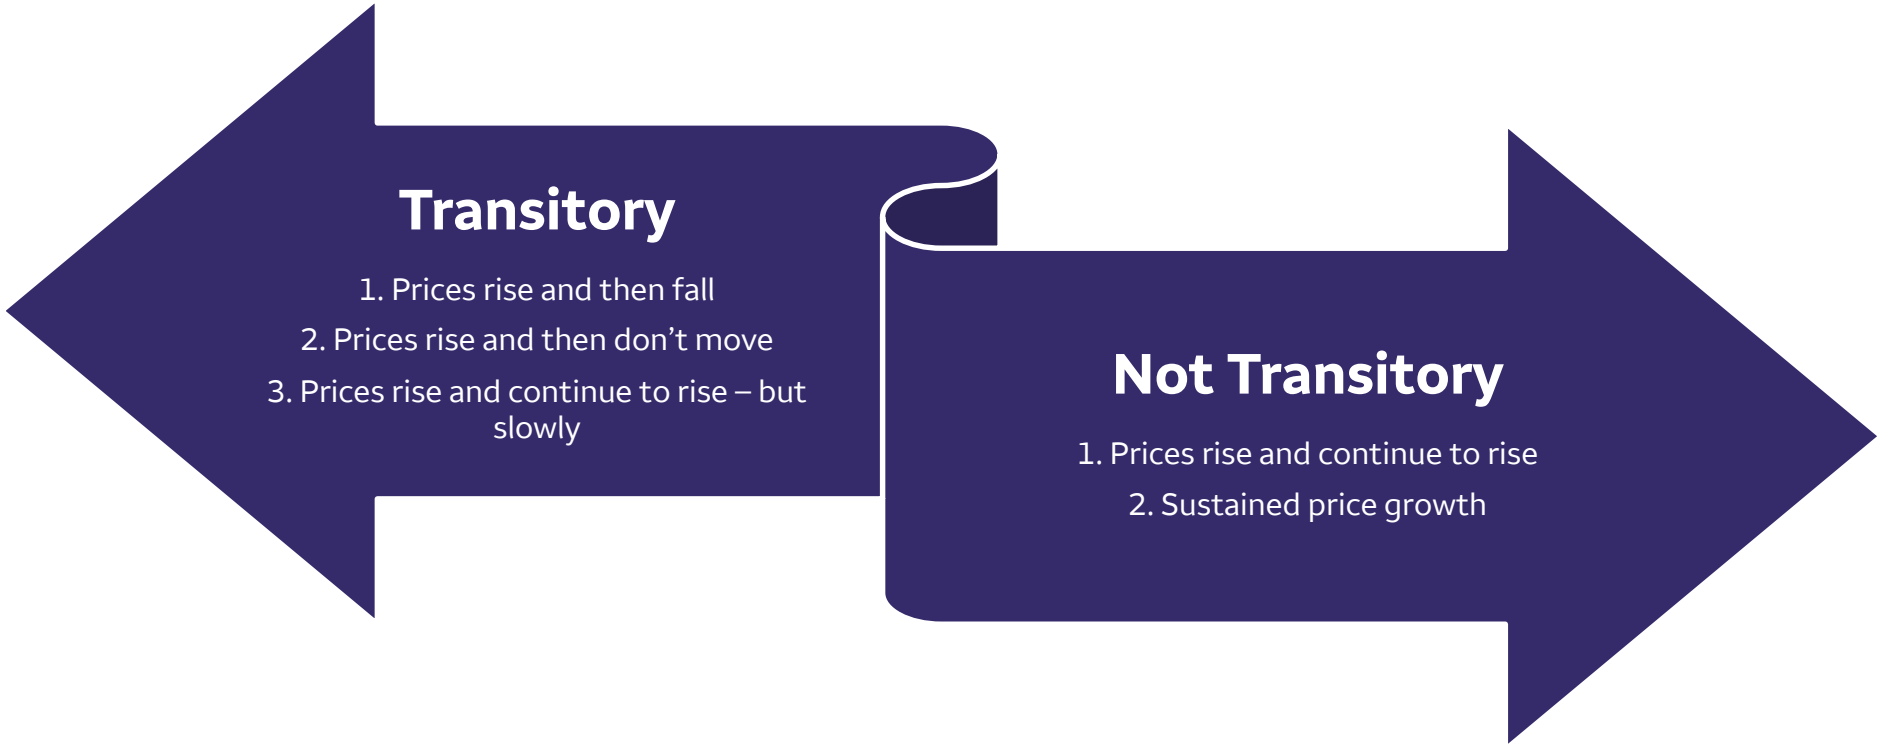 Transitory
1. Prices rise and then fall
2. Prices rise and then don’t move
3. Prices rise and continue to rise – but
slowly
Not Transitory
1. Prices rise and continue to rise
2. Sustained price growth